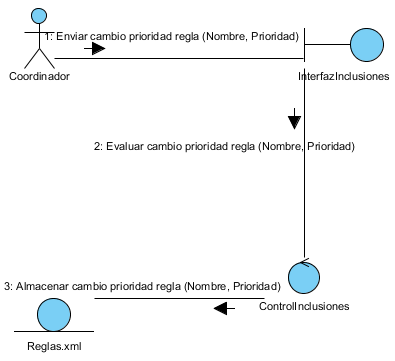 1: Enviar cambio prioridad regla (Nombre, Prioridad)
Coordinador
InterfazInclusiones
2: Evaluar cambio prioridad regla (Nombre, Prioridad)
3: Almacenar cambio prioridad regla (Nombre, Prioridad)
ControlInclusiones
Reglas.xml